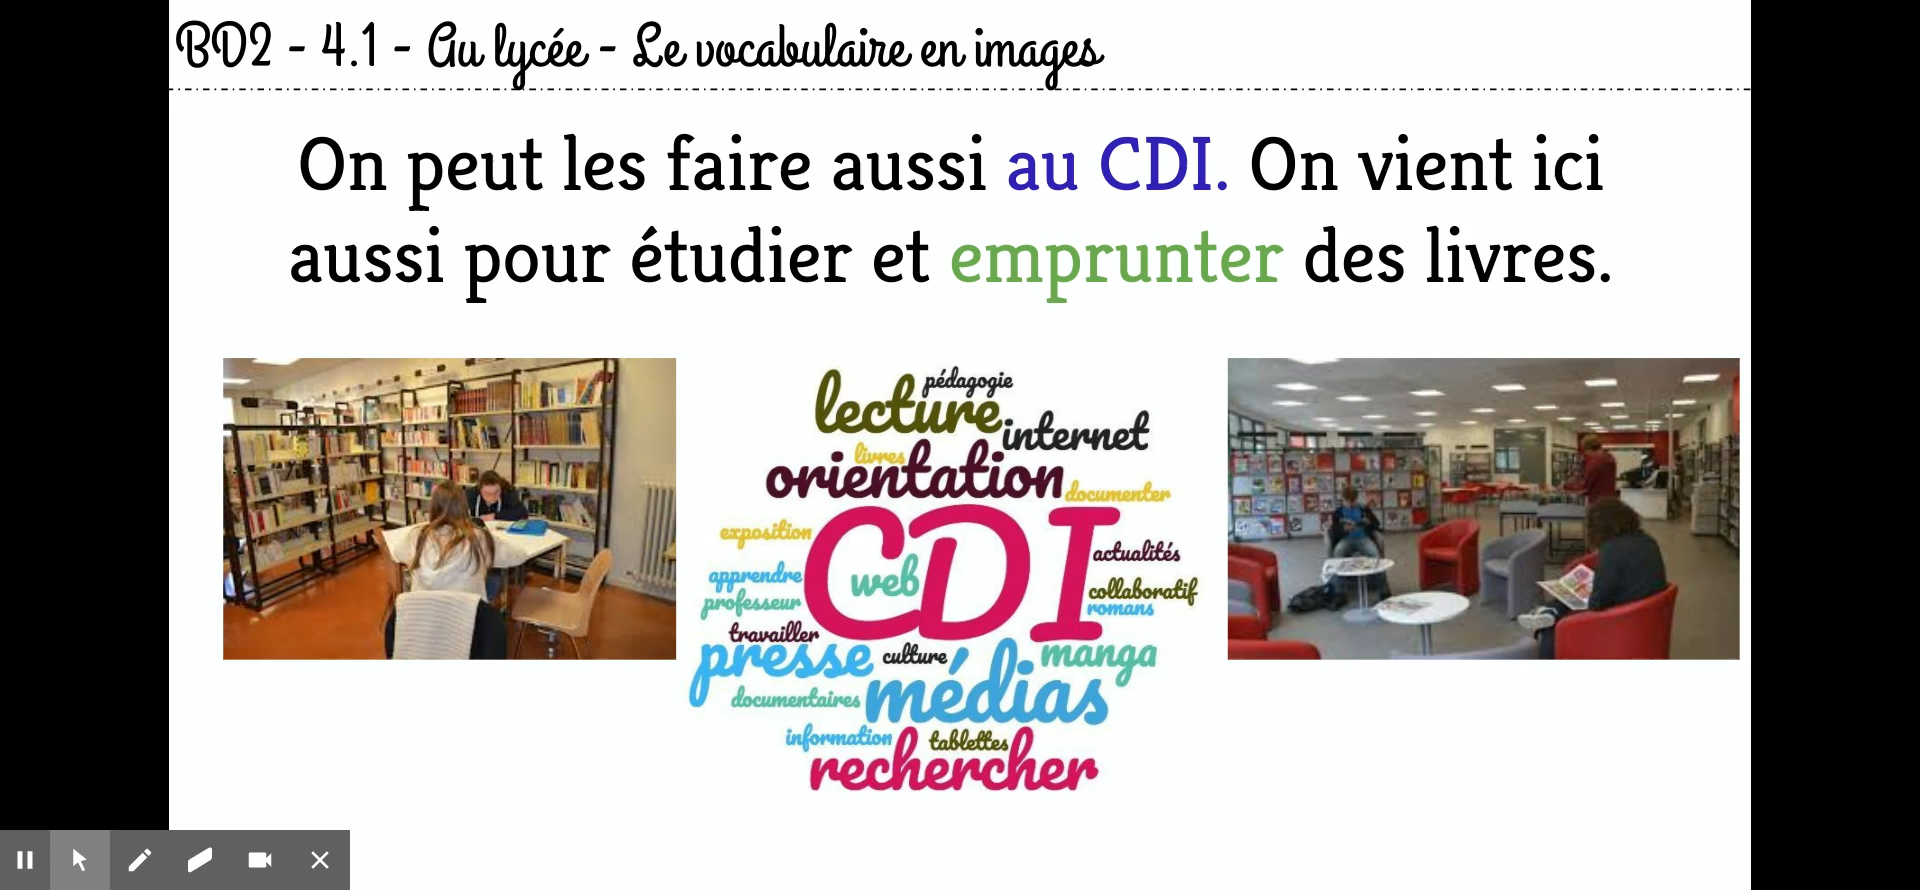 BD2 - 4.1 - Au lycée - Le vocabulaire en images
On peut les faire aussi au CDI. On vient ici
aussi pour étudier et emprunter des livres.
pédagogie
lecture
internet
livres
orientation
documenter
exposition
CDI
actualités
web
apprendre
collaboratif
professeur
romans
travailler
presse
culture
manga
médias
documentaires
information
tablettes
rechercher